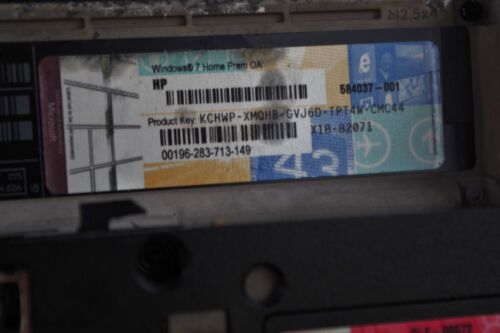 M2.5x4
Windows® 7 Home Prem OA
HP
584037-001
Product Key: KCHWP-XMQHB-GVJ6D-TPT4W-CMC44
X18-82071
00196-283-713-149
Microsoft